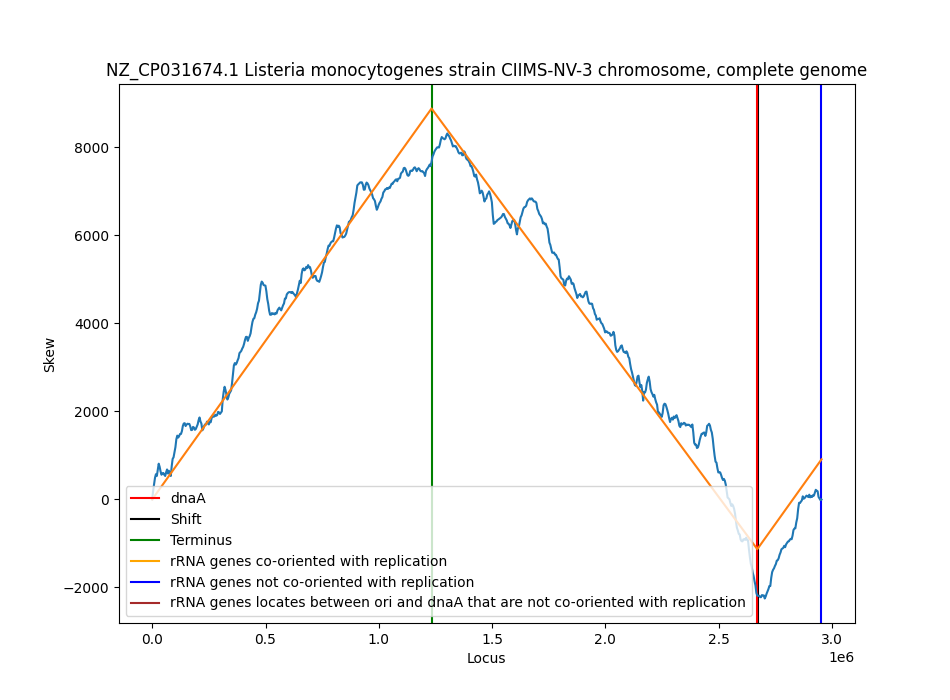 NZ_CP031674.1 Listeria monocytogenes strain CIIMS-NV-3 chromosome, complete genome
Skew
8000
6000
4000
2000
0
−2000
dnaA
Shift
Terminus
rRNA genes co-oriented with replication
rRNA genes not co-oriented with replication
rRNA genes locates between ori and dnaA that are not co-oriented with replication
0.0 0.5 1.0 1.5 2.0 2.5 3.0
Locus
1e6